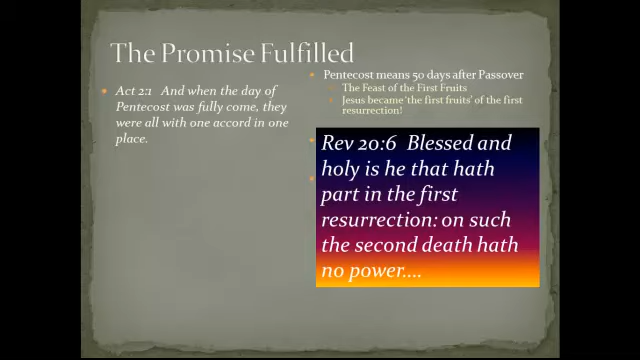 The Promise Fulfilled
Act 2:1 And when the day of
Pentecost was fully come, they
were all with one accord in one
place.
Pentecost means 50 days after Passover
The Feast of the First Fruits
Jesus became 'the first fruits' of the first
resurrection!
Rev 20:6 Blessed and
holy is he that hath
part in the first
resurrection: on such
the second death hath
no power....